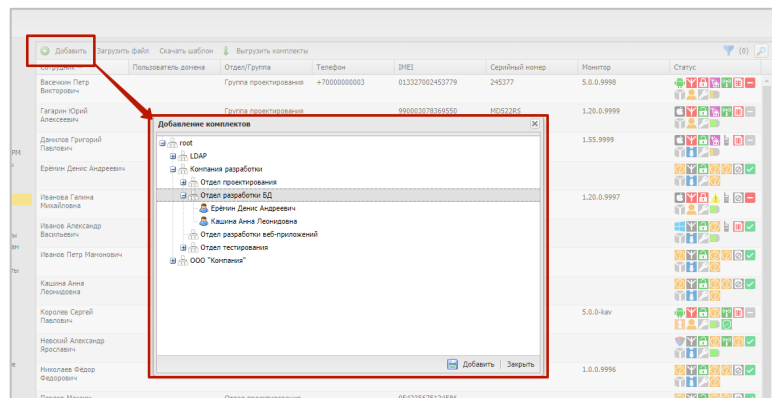 Добавить Загрузить файл Скачать шаблон Выгрузить комплекты (0)
Сотрудник Пользователь домена Отдел/Группа Телефон IMEI Серийный номер Монитор Статус
Васечкин Петр Группа проектирования +70000000003 013327002453779 245377 5.0.0.9998
Викторович
Гагарин Юрий Группа проектирования 990003078369550 MD522RS 1.20.0.9999
Алексеевич
Добавление комплектов
Данилов Григорий 1.55.9999
Павлович
root
LDAP
Ерёмин Денис Андреевич
Компания разработки
Отдел проектирования
Иванова Галина 1.20.0.9997
Михайловна
Отдел разработки БД
Ерёмин Денис Андреевич
Кашина Анна Леонидовна
Иванов Александр
Васильевич
Отдел разработки веб-приложений
Отдел тестирования
Иванов Петр Мамонович
ООО "Компания"
Кашина Анна
Леонидовна
Королев Сергей 5.0.0-kav
Павлович
Невский Александр
Ярославич
Николаев Фёдор 1.0.0.9996
Федорович
Добавить Закрыть